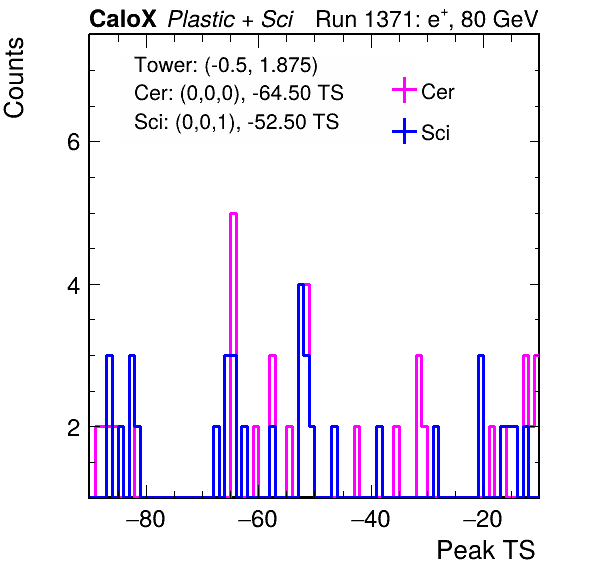 CaloX Plastic + Sci Run 1371: e⁺, 80 GeV
Counts
Tower: (-0.5, 1.875)
Cer: (0,0,0), -64.50 TS
Sci: (0,0,1), -52.50 TS
Cer
Sci
6
4
2
−80 −60 −40 −20
Peak TS